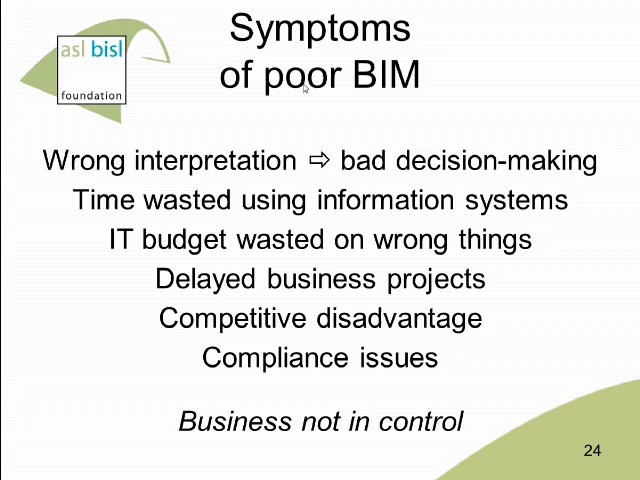 Symptoms
of poor BIM
asl bisl
foundation
Wrong interpretation ⇨ bad decision-making
Time wasted using information systems
IT budget wasted on wrong things
Delayed business projects
Competitive disadvantage
Compliance issues
Business not in control
24